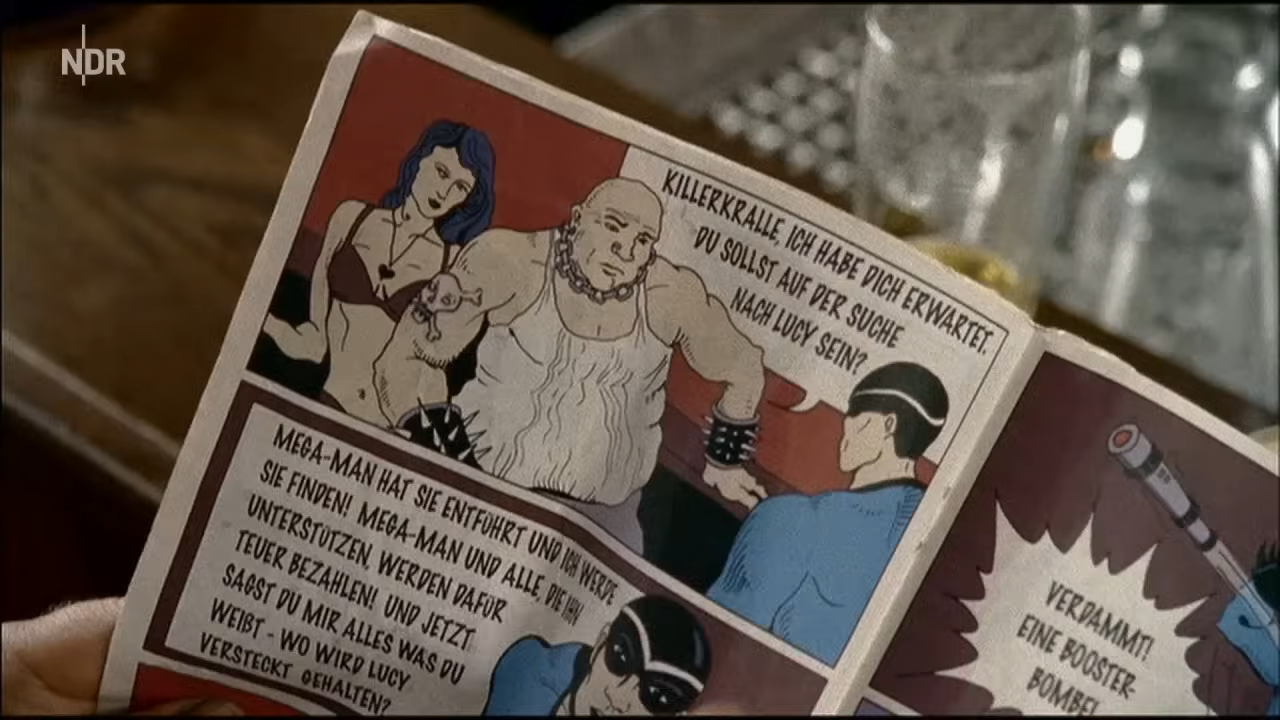 NDR
KILLERKRALLE, ICH HABE DICH ERWARTET.
DU SOLLST AUF DER SUCHE
NACH LUCY SEIN?
MEGA-MAN HAT SIE ENTFÜHRT UND ICH WERDE
SIE FINDEN! MEGA-MAN UND ALLE, DIE IHN
UNTERSTÜTZEN, WERDEN DAFÜR
TEUER BEZAHLEN! UND JETZT
SAGST DU MIR ALLES WAS DU
WEIßT - WO WIRD LUCY
VERSTECKT GEHALTEN?
VERDAMMT!
EINE BOOSTER-
BOMBE!